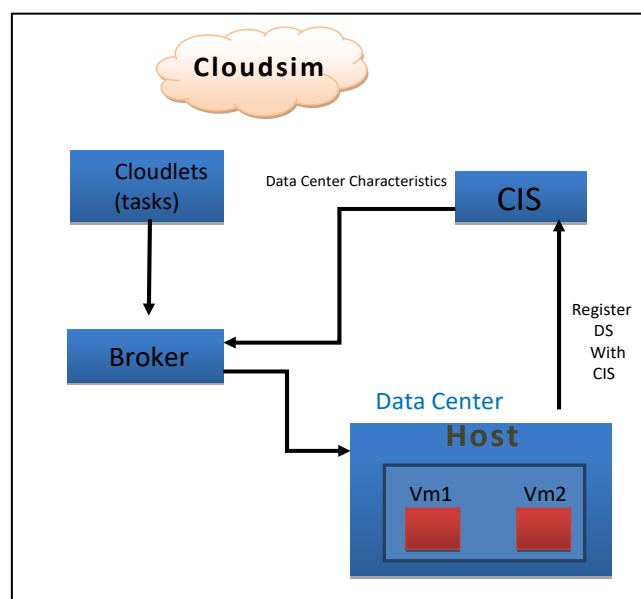 Cloudsim
Cloudlets
(tasks)
Data Center Characteristics
CIS
Register
DS
With
CIS
Broker
Data Center
Host
Vm1
Vm2